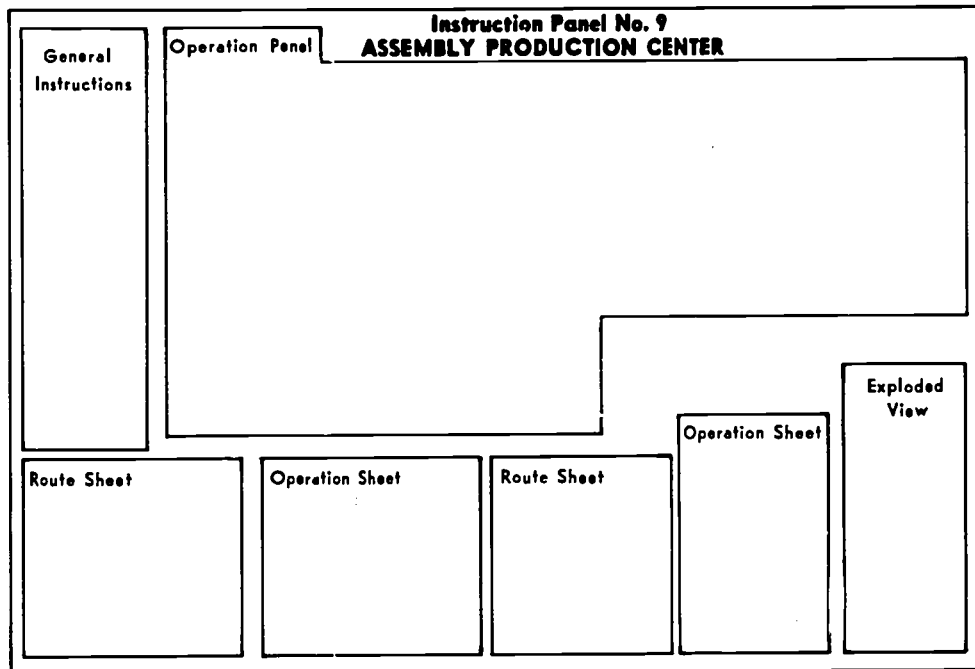 Instruction Panel No. 9
ASSEMBLY PRODUCTION CENTER
General
Instructions
Operation Panel
Exploded
View
Operation Sheet
Route Sheet
Operation Sheet
Route Sheet